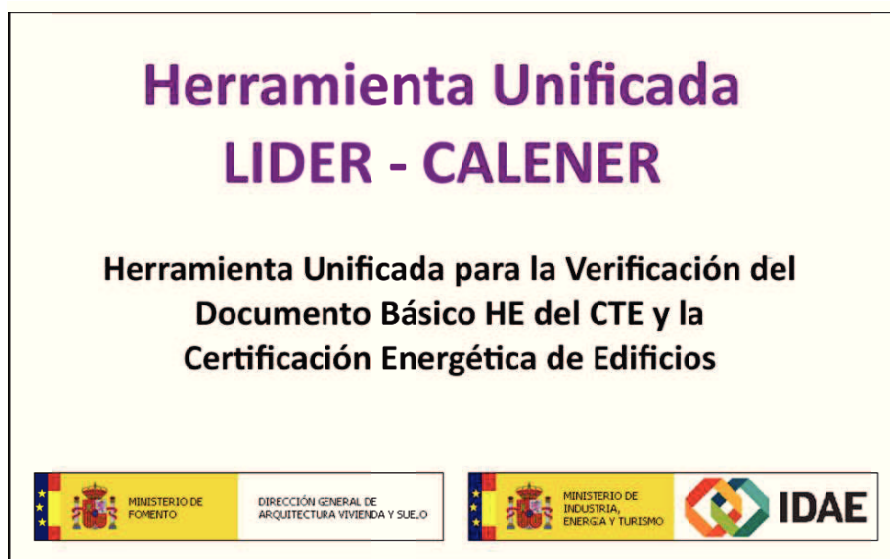 Herramienta Unificada
LIDER - CALENER
Herramienta Unificada para la Verificación del
Documento Básico HE del CTE y la
Certificación Energética de Edificios
MINISTERIO DE
FOMENTO
DIRECCIÓN GENERAL DE
ARQUITECTURA VIVIENDA Y SUELO
MINISTERIO DE
INDUSTRIA,
ENERGÍA Y TURISMO
IDAE